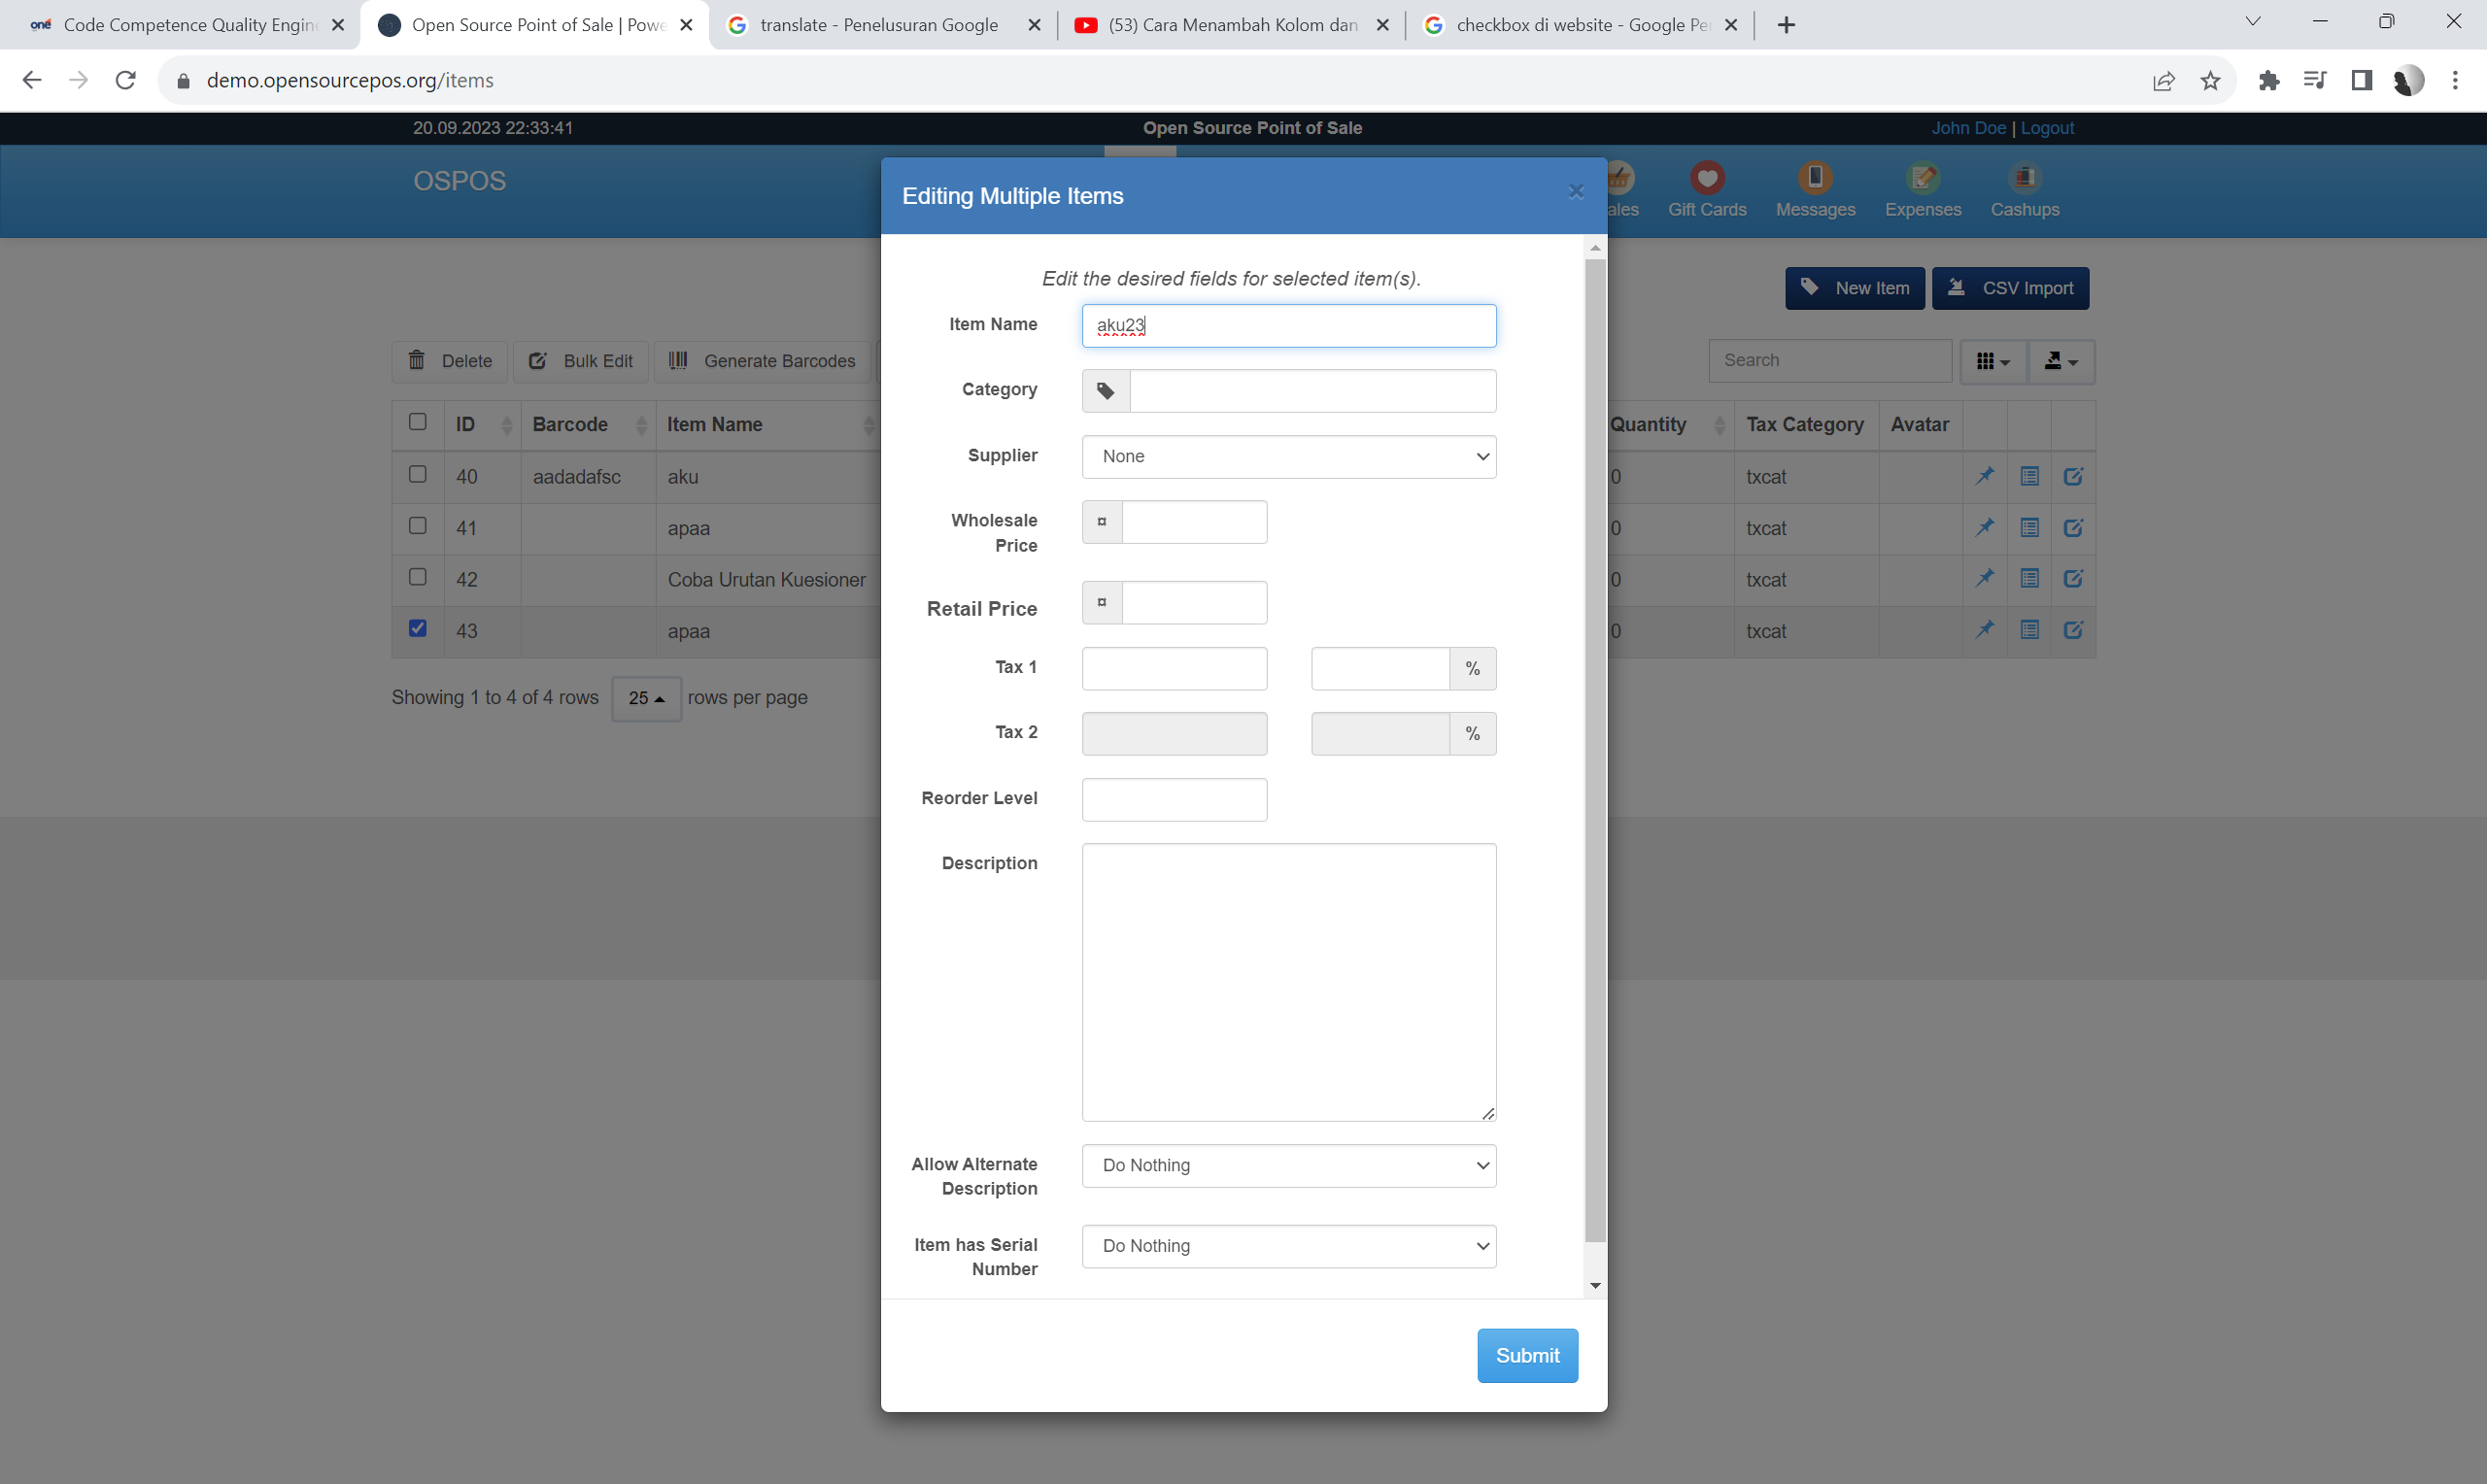 one Code Competence Quality Engine
Open Source Point of Sale | Powe
translate - Penelusuran Google
(53) Cara Menambah Kolom dan
checkbox di website - Google Pe
demo.opensourcepos.org/items
20.09.2023 22:33:41
Open Source Point of Sale
John Doe | Logout
OSPOS
ales
Gift Cards
Messages
Expenses
Cashups
Editing Multiple Items
×
New Item
CSV Import
Edit the desired fields for selected item(s).
Item Name
aku23
Delete
Bulk Edit
Generate Barcodes
Search
Category
ID Barcode Item Name
Quantity Tax Category Avatar
Supplier
None
40 aadadafsc aku
0 txcat
Wholesale
Price
¤
41 apaa
0 txcat
42 Coba Urutan Kuesioner
0 txcat
Retail Price
¤
43 apaa
0 txcat
Tax 1
%
Showing 1 to 4 of 4 rows 25 rows per page
Tax 2
%
Reorder Level
Description
Allow Alternate
Description
Do Nothing
Item has Serial
Number
Do Nothing
Submit